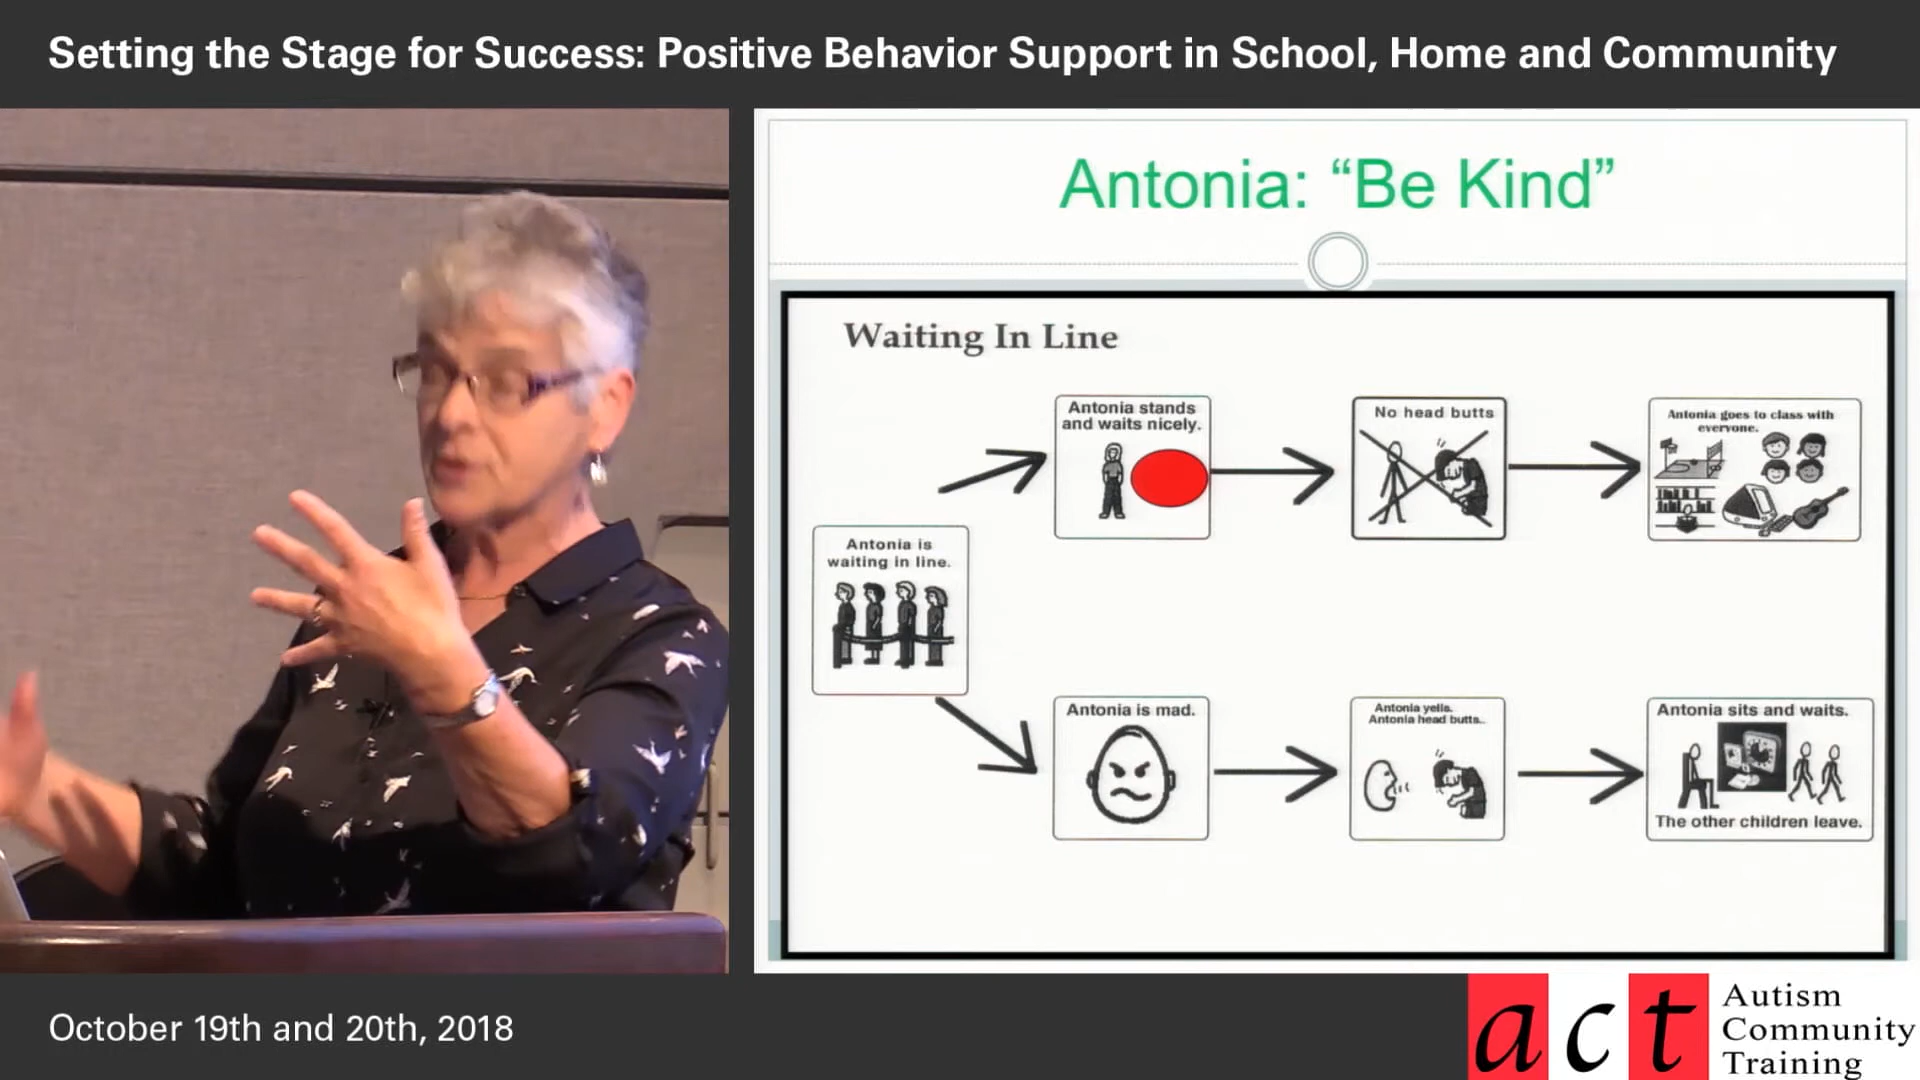 Setting the Stage for Success: Positive Behavior Support in School, Home and Community
Antonia: “Be Kind”
Waiting In Line
Antonia is
waiting in line.
Antonia stands
and waits nicely.
No head butts
Antonia goes to class with
everyone.
Antonia is mad.
Antonia yells.
Antonia head butts..
Antonia sits and waits.
The other children leave.
October 19th and 20th, 2018
act
Autism
Community
Training